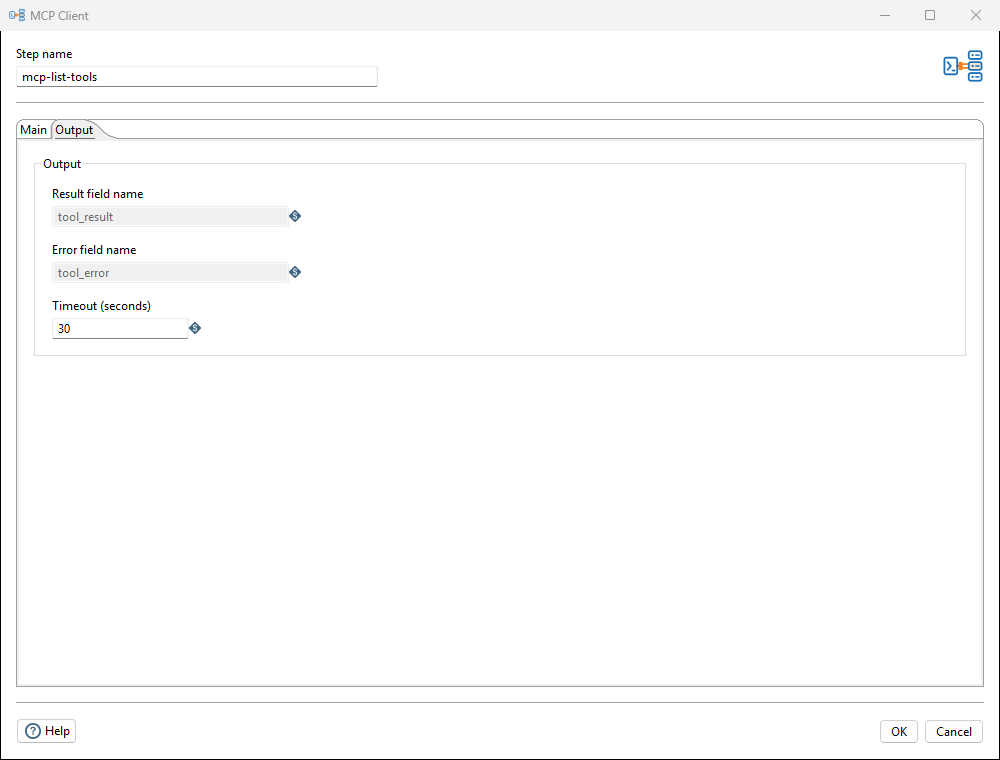 MCP Client
Step name
mcp-list-tools
Main Output
Output
Result field name
tool_result
Error field name
tool_error
Timeout (seconds)
30
Help OK Cancel